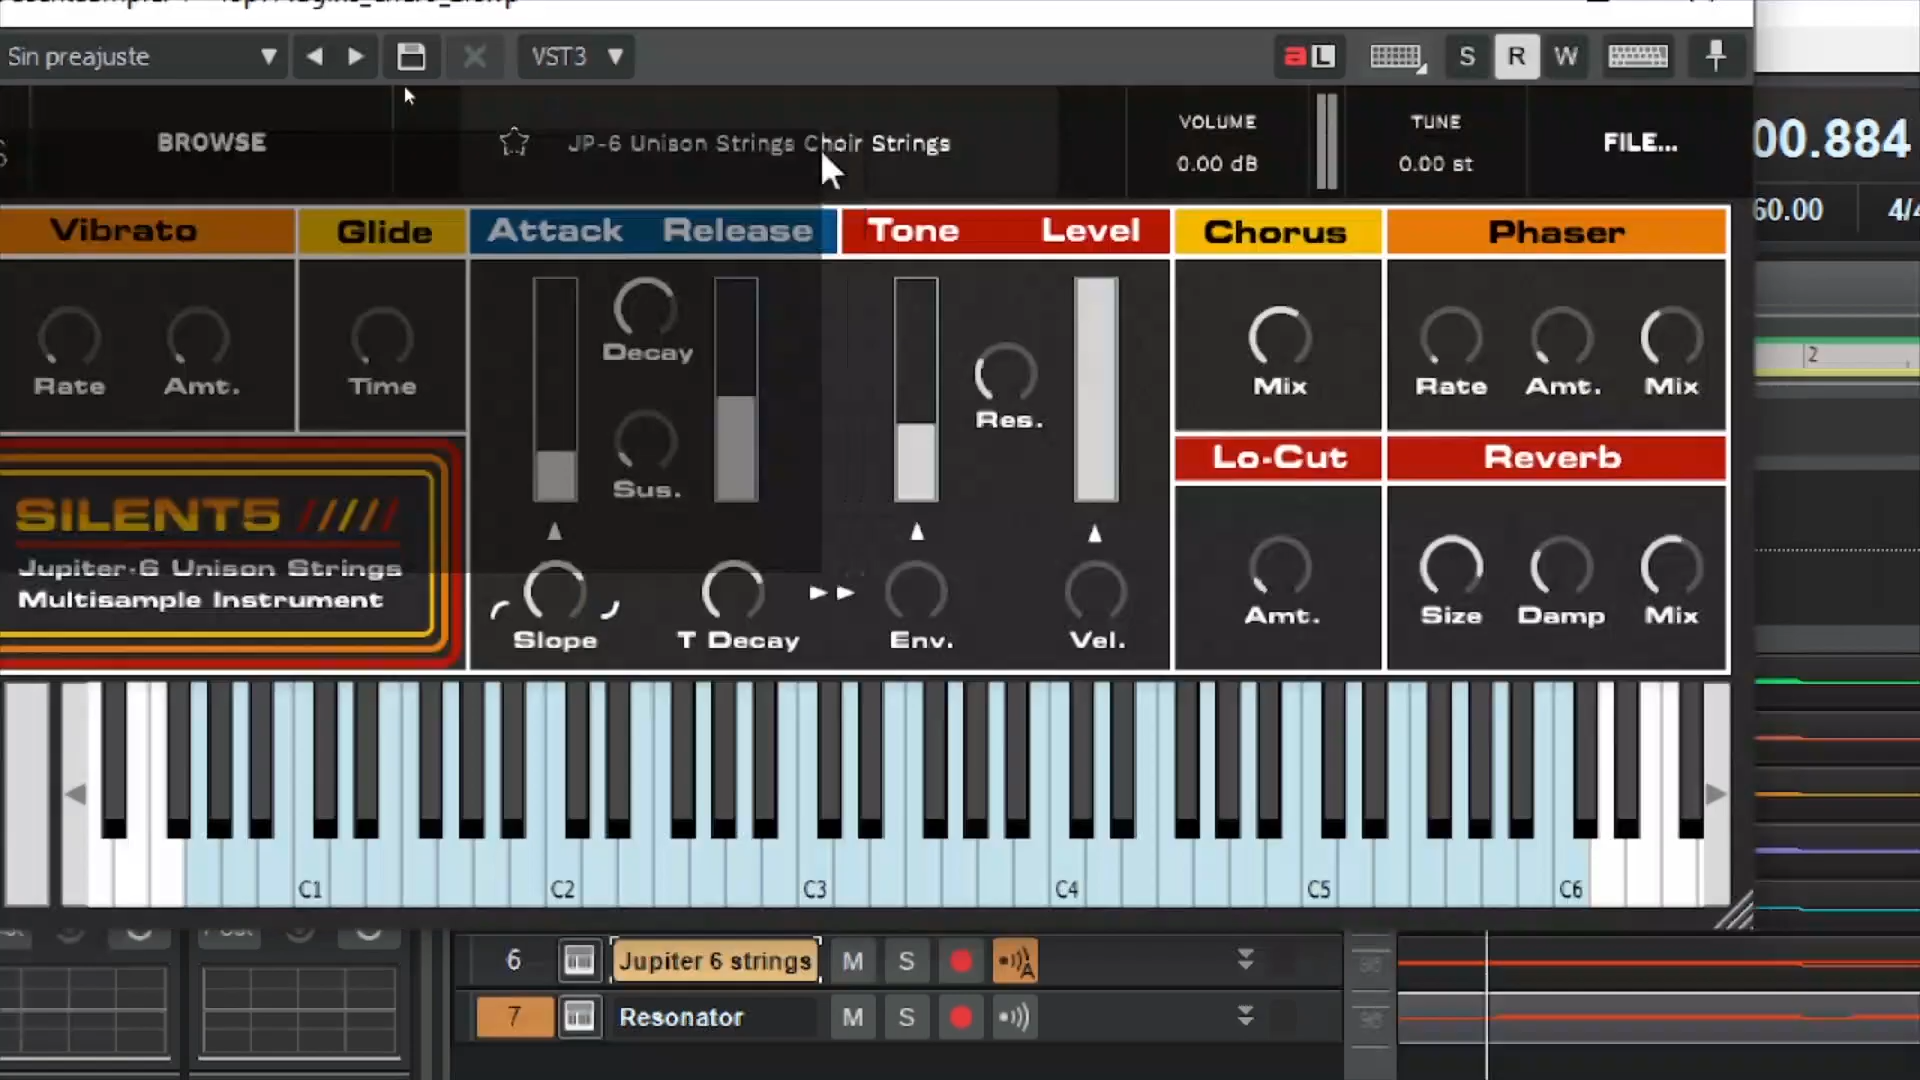 Sin preajuste
VST3
a L
S R W
BROWSE
JP-6 Unison Strings Choir Strings
VOLUME
0.00 dB
TUNE
0.00 st
FILE...
00.884
60.00
Vibrato
Glide
Attack Release
Tone Level
Chorus
Phaser
Rate Amt.
Time
Decay
Sus.
Res.
Mix
Rate Amt. Mix
Lo-Cut
Reverb
SILENT5 /////
Jupiter-6 Unison Strings
Multisample Instrument
Slope
T Decay
Env.
Vel.
Amt.
Size Damp Mix
2
C1 C2 C3 C4 C5 C6
6 Jupiter 6 strings M S A
7 Resonator M S